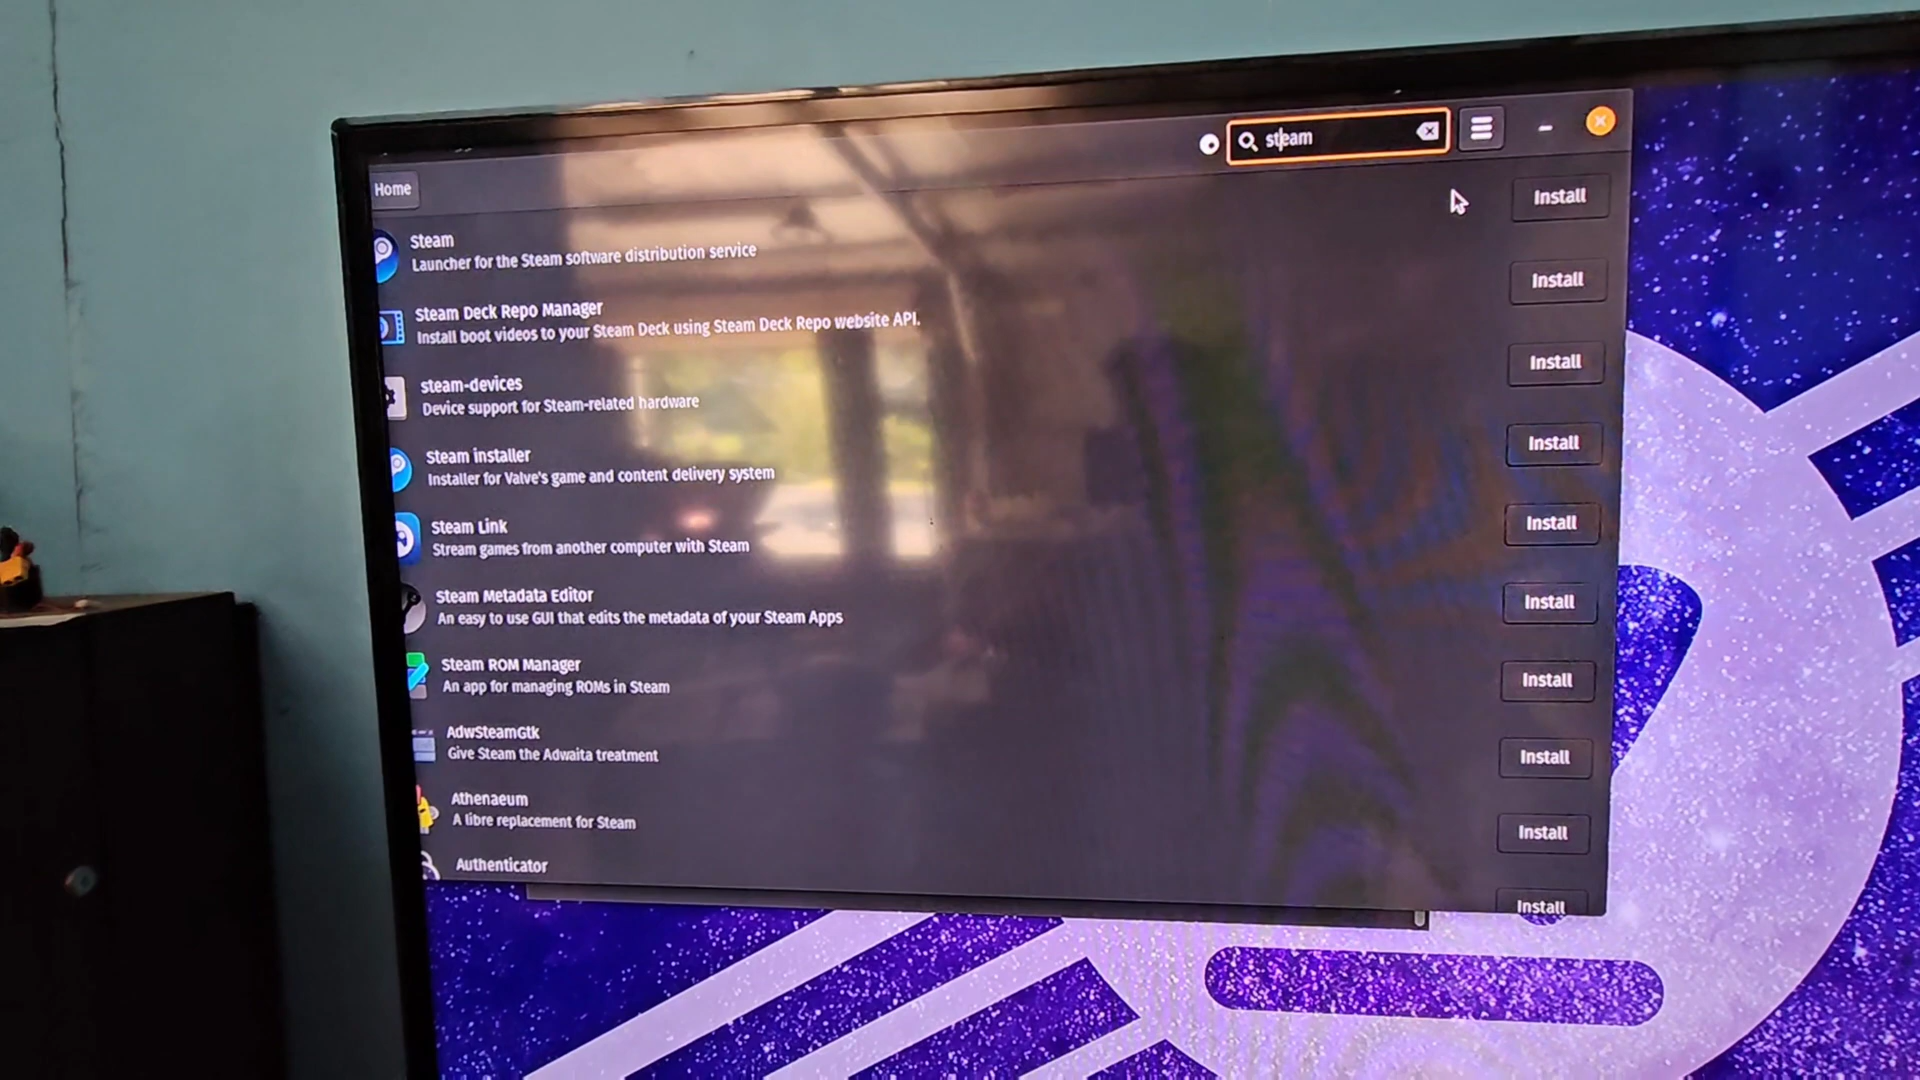 steam
Home
Steam
Launcher for the Steam software distribution service
Install
Steam Deck Repo Manager
Install boot videos to your Steam Deck using Steam Deck Repo website API.
Install
steam-devices
Device support for Steam-related hardware
Install
Steam installer
Installer for Valve's game and content delivery system
Install
Steam Link
Stream games from another computer with Steam
Install
Steam Metadata Editor
An easy to use GUI that edits the metadata of your Steam Apps
Install
Steam ROM Manager
An app for managing ROMs in Steam
Install
AdwSteamGtk
Give Steam the Adwaita treatment
Install
Athenaeum
A libre replacement for Steam
Install
Authenticator
Install